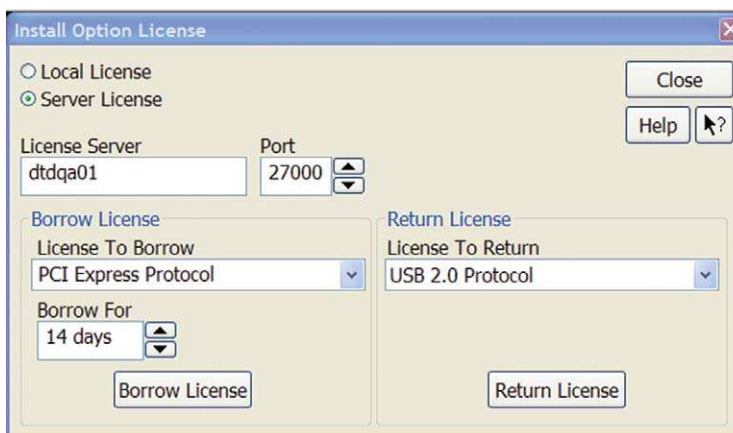 Install Option License
Local License
Server License
Close
Help
?
License Server
Port
dtdqa01
27000
Borrow License
Return License
License To Borrow
License To Return
PCI Express Protocol
USB 2.0 Protocol
Borrow For
14 days
Borrow License
Return License